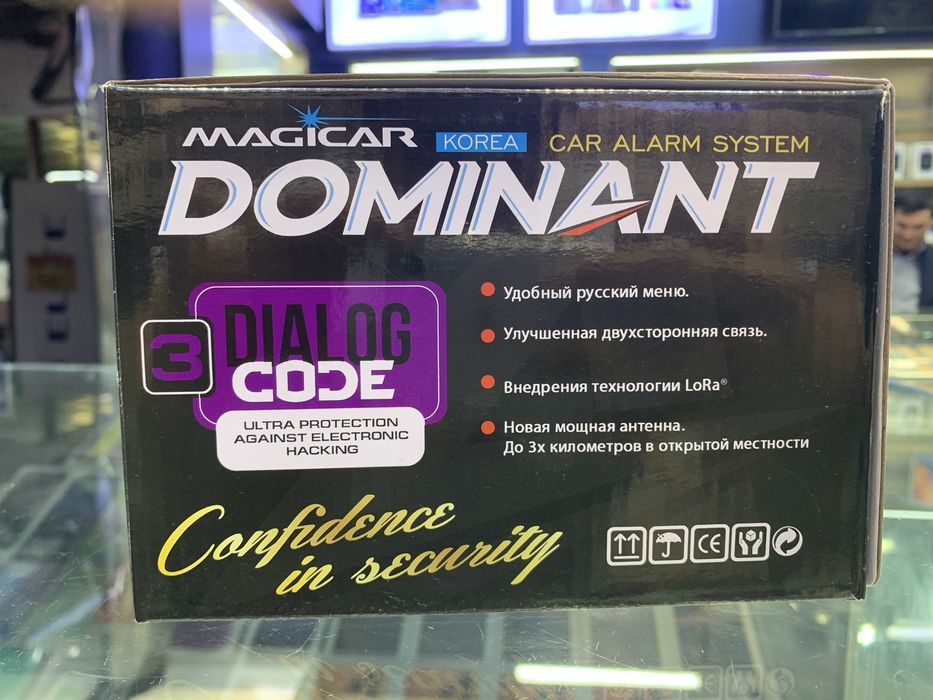 MAGICAR KOREA CAR ALARM SYSTEM
DOMINANT
3 DIALOG
CODE
ULTRA PROTECTION
AGAINST ELECTRONIC
HACKING
Удобный русский меню.
Улучшенная двухсторонняя связь.
Внедрения технологии LoRa®
Новая мощная антенна.
До 3х километров в открытой местности
Confidence
in security
CE